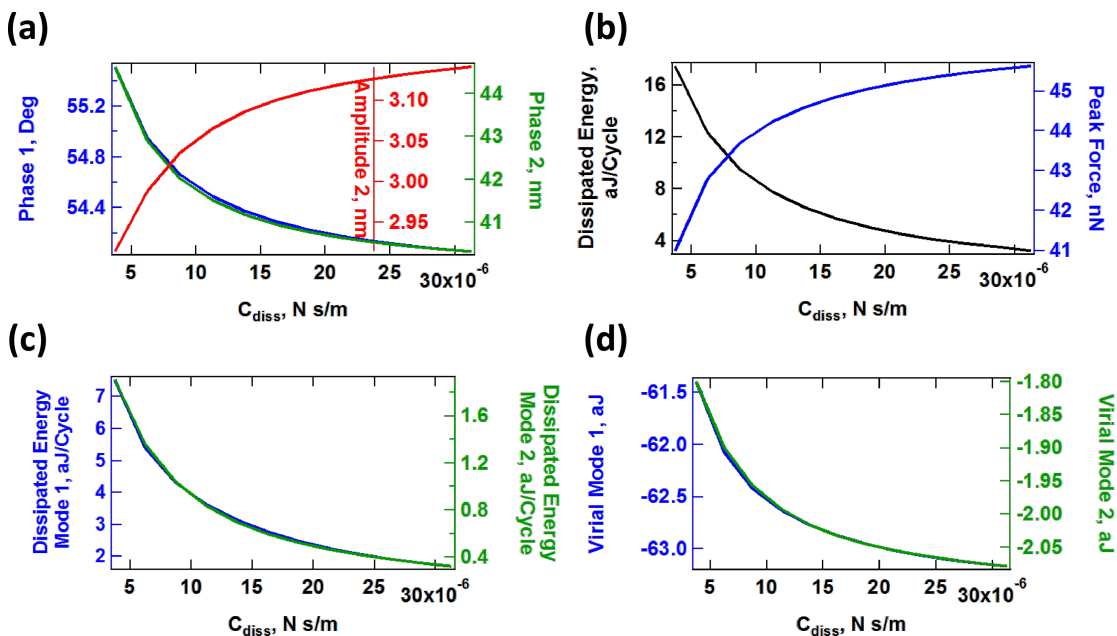 (a)
Phase 1, Deg
55.2
54.8
54.4
Amplitude 2, nm
3.10
3.05
3.00
2.95
44
43
42
41
Phase 2, nm
5
10
15
20
25
30x10-6
Cdiss, N s/m
(b)
Dissipated Energy,
aJ/Cycle
16
12
8
4
45
44
43
42
41
Peak Force, nN
5
10
15
20
25
30x10-6
Cdiss, N s/m
(c)
Dissipated Energy
Mode 1, aJ/Cycle
7
6
5
4
3
2
1.6
1.2
0.8
0.4
Dissipated Energy
Mode 2, aJ/Cycle
5
10
15
20
25
30x10-6
Cdiss, N s/m
(d)
Virial Mode 1, aJ
-61.5
-62.0
-62.5
-63.0
-1.80
-1.85
-1.90
-1.95
-2.00
-2.05
Virial Mode 2, aJ
5
10
15
20
25
30x10-6
Cdiss, N s/m